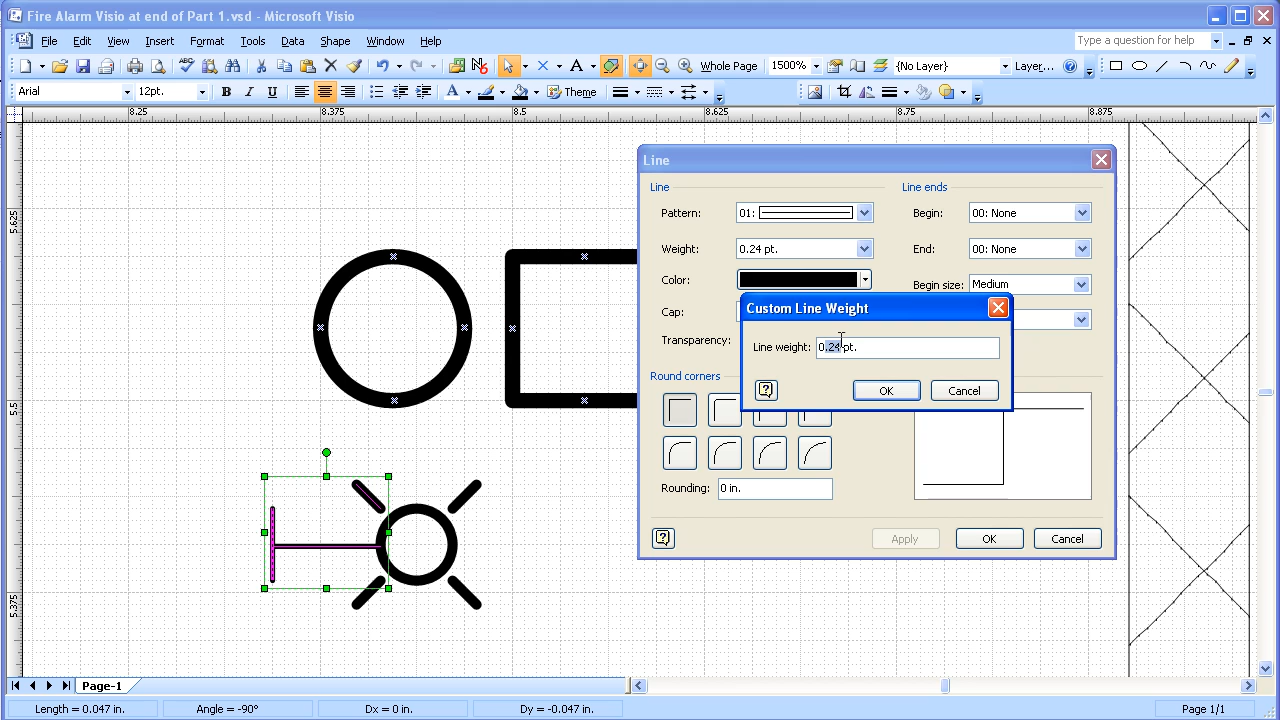 Fire Alarm Visio at end of Part 1.vsd - Microsoft Visio
File Edit View Insert Format Tools Data Shape Window Help
Type a question for help
Whole Page 1500% {No Layer} Layer...
Arial 12pt. B I U A Theme
8.25 8.375 8.5 8.625 8.75 8.875
5.625
5.5
5.375
Line
Line Line ends
Pattern: 01: Begin: 00: None
Weight: 0.24 pt. End: 00: None
Color: Begin size: Medium
Cap:
Transparency:
Custom Line Weight
Line weight: 0.24 pt.
OK Cancel
Round corners
Rounding: 0 in.
Apply OK Cancel
Page-1
Length = 0.047 in. Angle = -90° Dx = 0 in. Dy = -0.047 in. Page 1/1